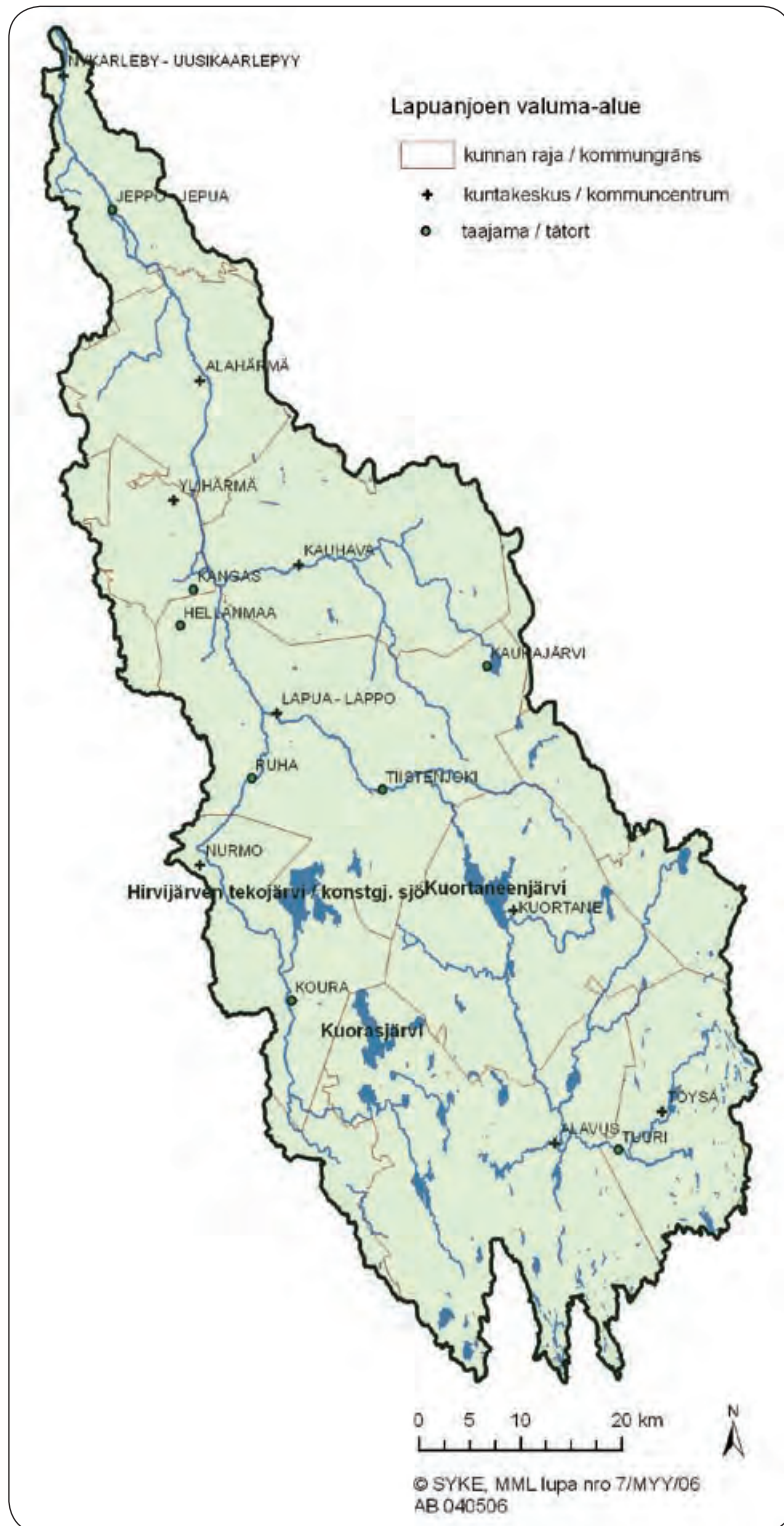 NYKARLEBY - UUSIKAARLEPYY
Lapuanjoen valuma-alue
kunnan raja / kommungräns
kuntakeskus / kommuncentrum
taajama / tätort
JEPPO - JEPUA
ALAHÄRMÄ
YLIHÄRMÄ
KAUHAVA
KANGAS
HELLANMAA
KAUHAJÄRVI
LAPUA - LAPPO
RUHA
TIISTENJOKI
NURMO
Hirvijärven tekojärvi / konstgj. sjö
Kuortaneenjärvi
KUORTANE
KOURA
Kuorasjärvi
TÖYSÄ
ALAVUS
TUURI
0 5 10 20 km
N
© SYKE, MML lupa nro 7/MYY/06
AB 040506